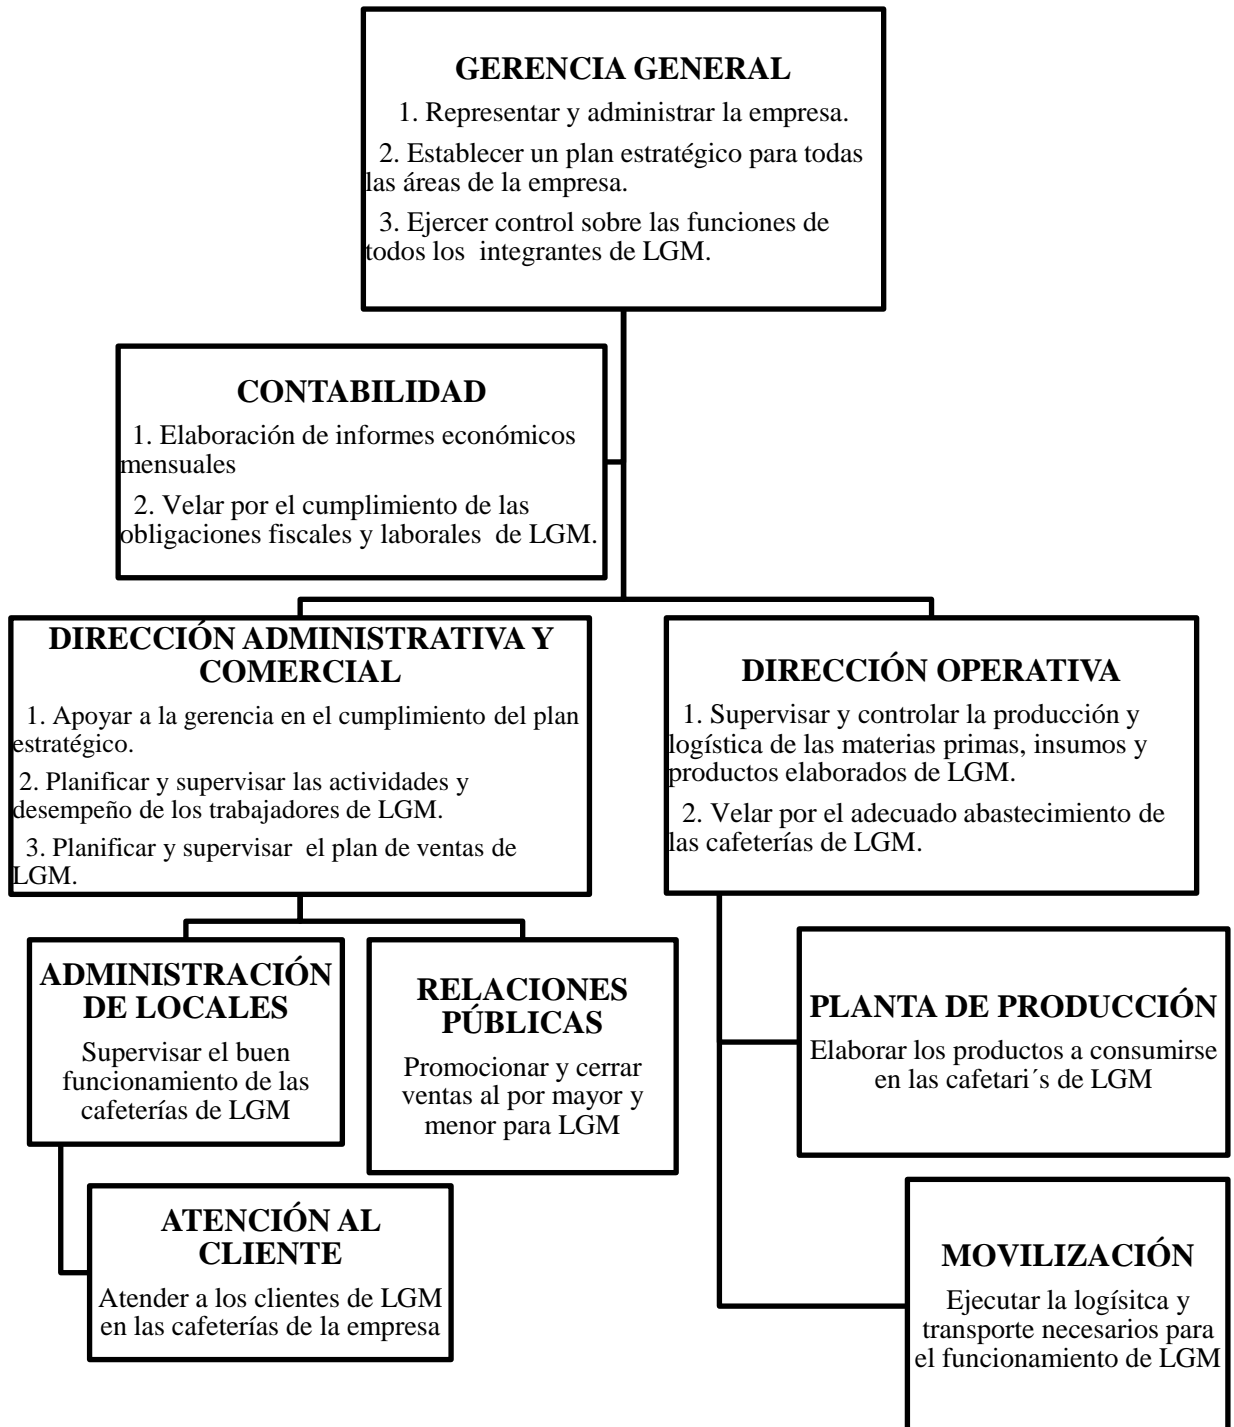 GERENCIA GENERAL
1. Representar y administrar la empresa.
2. Establecer un plan estratégico para todas
las áreas de la empresa.
3. Ejercer control sobre las funciones de
todos los integrantes de LGM.
CONTABILIDAD
1. Elaboración de informes económicos
mensuales
2. Velar por el cumplimiento de las
obligaciones fiscales y laborales de LGM.
DIRECCIÓN ADMINISTRATIVA Y
COMERCIAL
1. Apoyar a la gerencia en el cumplimiento del plan
estratégico.
2. Planificar y supervisar las actividades y
desempeño de los trabajadores de LGM.
3. Planificar y supervisar el plan de ventas de
LGM.
DIRECCIÓN OPERATIVA
1. Supervisar y controlar la producción y
logística de las materias primas, insumos y
productos elaborados de LGM.
2. Velar por el adecuado abastecimiento de
las cafeterías de LGM.
ADMINISTRACIÓN
DE LOCALES
Supervisar el buen
funcionamiento de las
cafeterías de LGM
RELACIONES
PÚBLICAS
Promocionar y cerrar
ventas al por mayor y
menor para LGM
PLANTA DE PRODUCCIÓN
Elaborar los productos a consumirse
en las cafetari´s de LGM
ATENCIÓN AL
CLIENTE
Atender a los clientes de LGM
en las cafeterías de la empresa
MOVILIZACIÓN
Ejecutar la logísitca y
transporte necesarios para
el funcionamiento de LGM